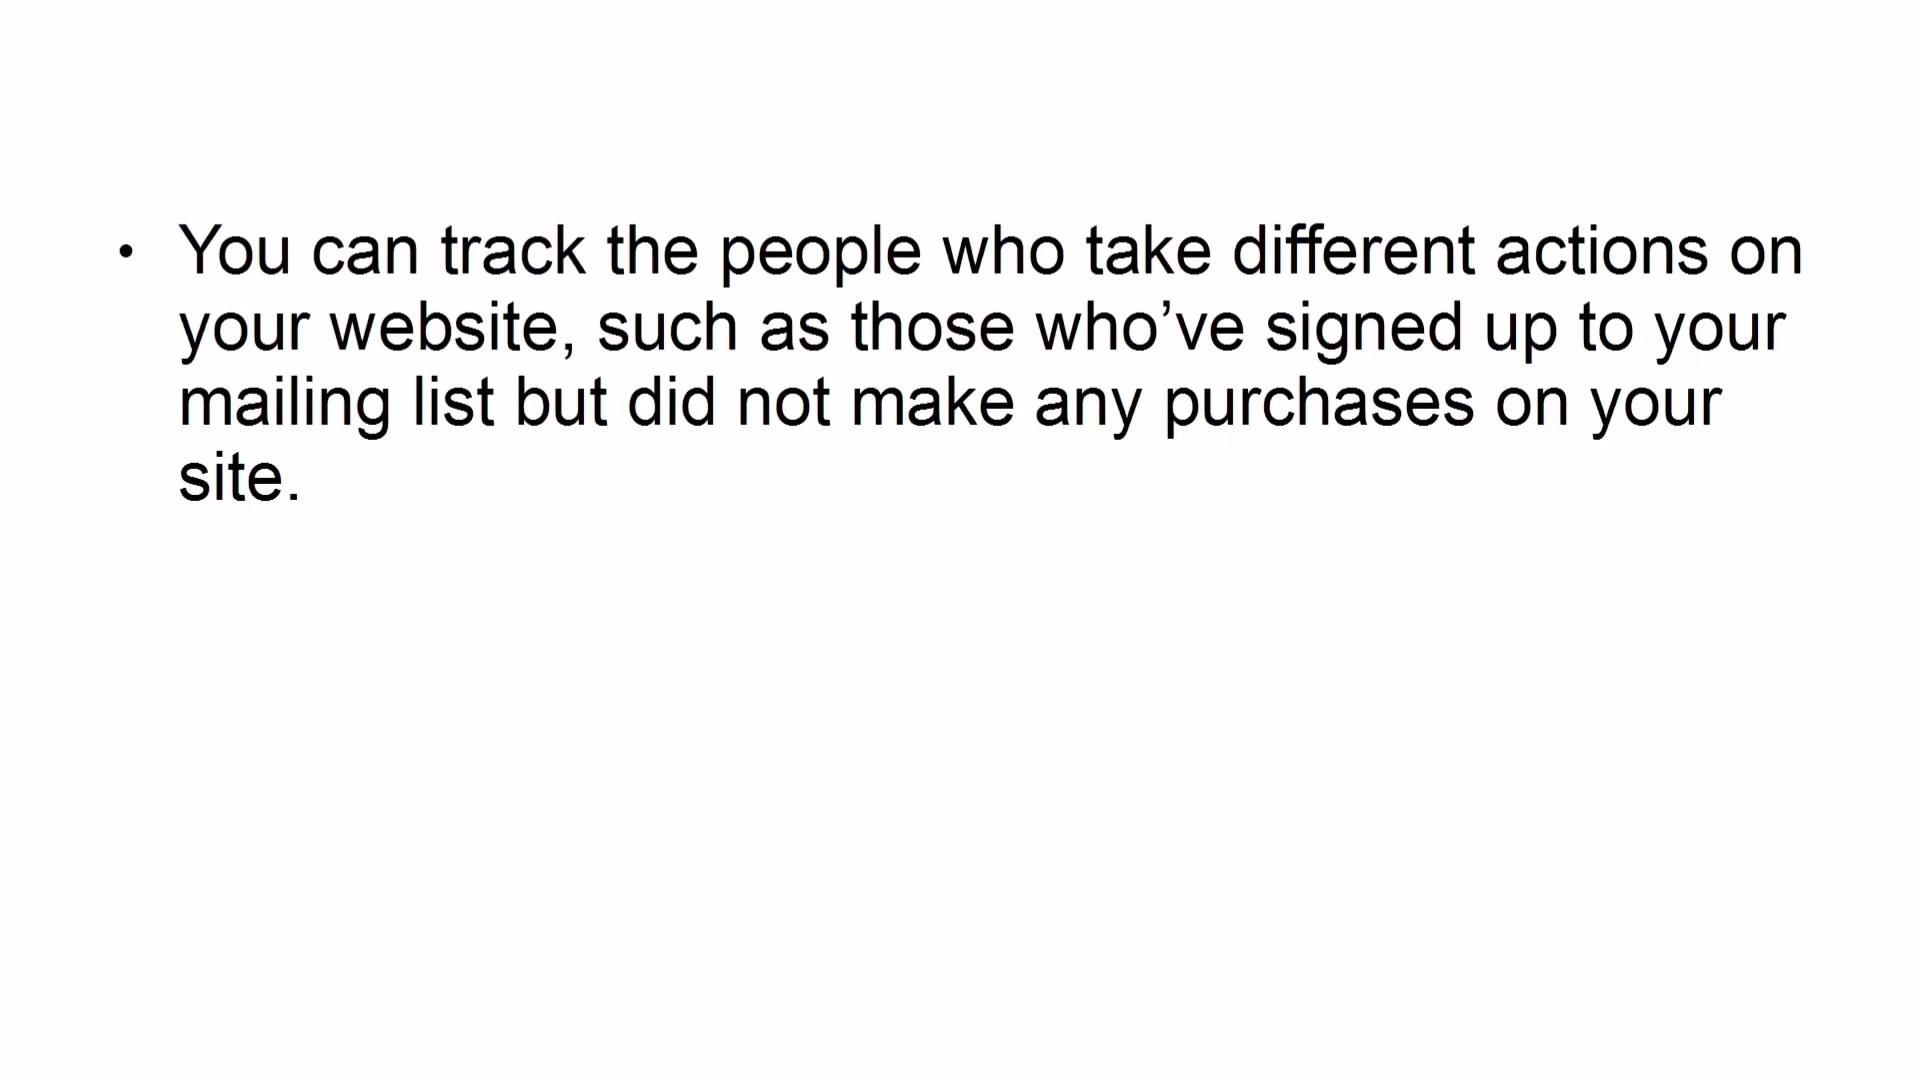 • You can track the people who take different actions on
your website, such as those who’ve signed up to your
mailing list but did not make any purchases on your
site.